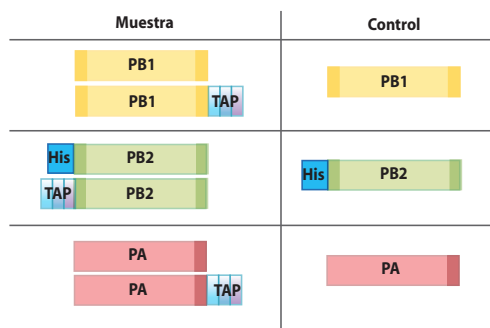 Muestra Control
PB1
PB1 TAP
PB1
His PB2
TAP PB2
His PB2
PA
PA TAP
PA